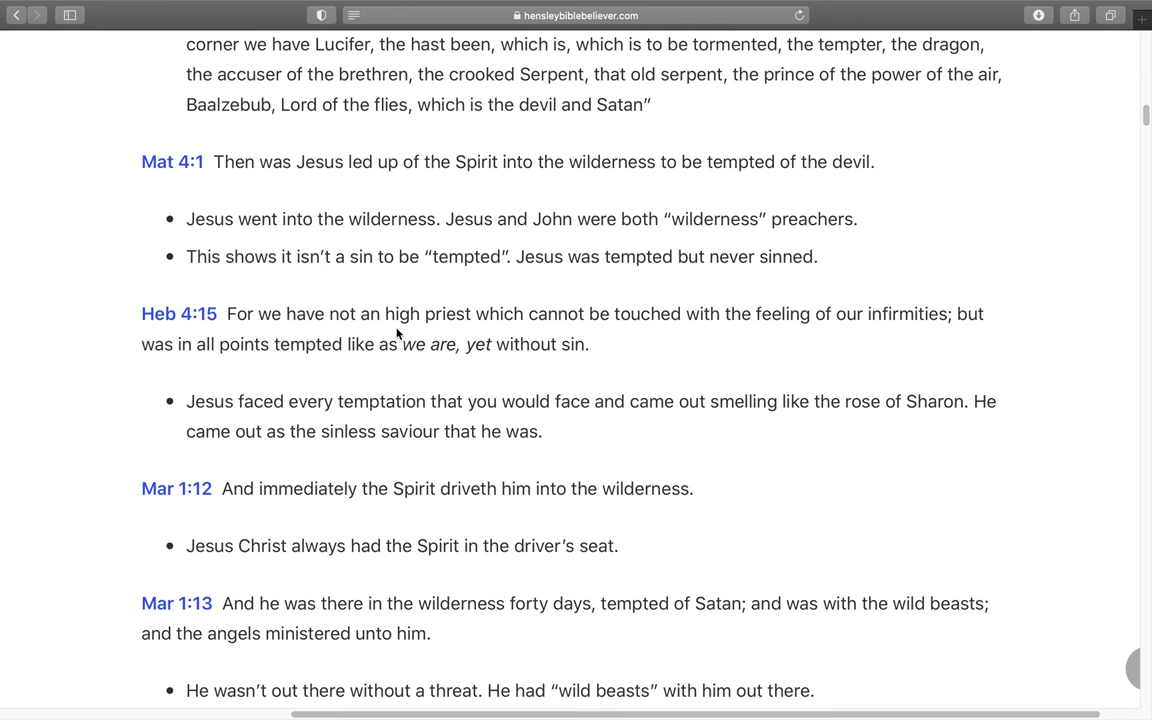 hensleybiblebeliever.com
corner we have Lucifer, the hast been, which is, which is to be tormented, the tempter, the dragon,
the accuser of the brethren, the crooked Serpent, that old serpent, the prince of the power of the air,
Baalzebub, Lord of the flies, which is the devil and Satan”
Mat 4:1 Then was Jesus led up of the Spirit into the wilderness to be tempted of the devil.
• Jesus went into the wilderness. Jesus and John were both “wilderness” preachers.
• This shows it isn’t a sin to be “tempted”. Jesus was tempted but never sinned.
Heb 4:15 For we have not an high priest which cannot be touched with the feeling of our infirmities; but
was in all points tempted like as we are, yet without sin.
• Jesus faced every temptation that you would face and came out smelling like the rose of Sharon. He
came out as the sinless saviour that he was.
Mar 1:12 And immediately the Spirit driveth him into the wilderness.
• Jesus Christ always had the Spirit in the driver’s seat.
Mar 1:13 And he was there in the wilderness forty days, tempted of Satan; and was with the wild beasts;
and the angels ministered unto him.
• He wasn’t out there without a threat. He had “wild beasts” with him out there.